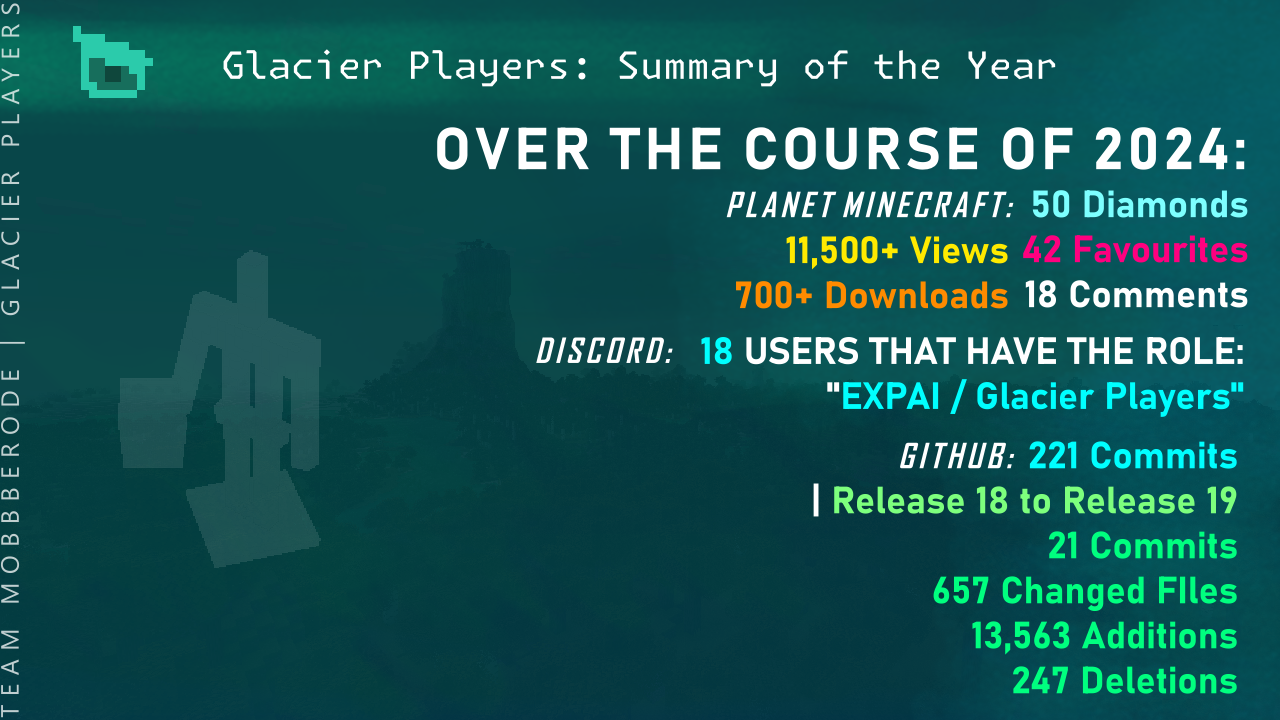 TEAM MOBBBERODE | GLACIER PLAYERS
Glacier Players: Summary of the Year
OVER THE COURSE OF 2024:
PLANET MINECRAFT: 50 Diamonds
11,500+ Views 42 Favourites
700+ Downloads 18 Comments
DISCORD: 18 USERS THAT HAVE THE ROLE:
"EXPAI / Glacier Players"
GITHUB: 221 Commits
| Release 18 to Release 19
21 Commits
657 Changed FIles
13,563 Additions
247 Deletions